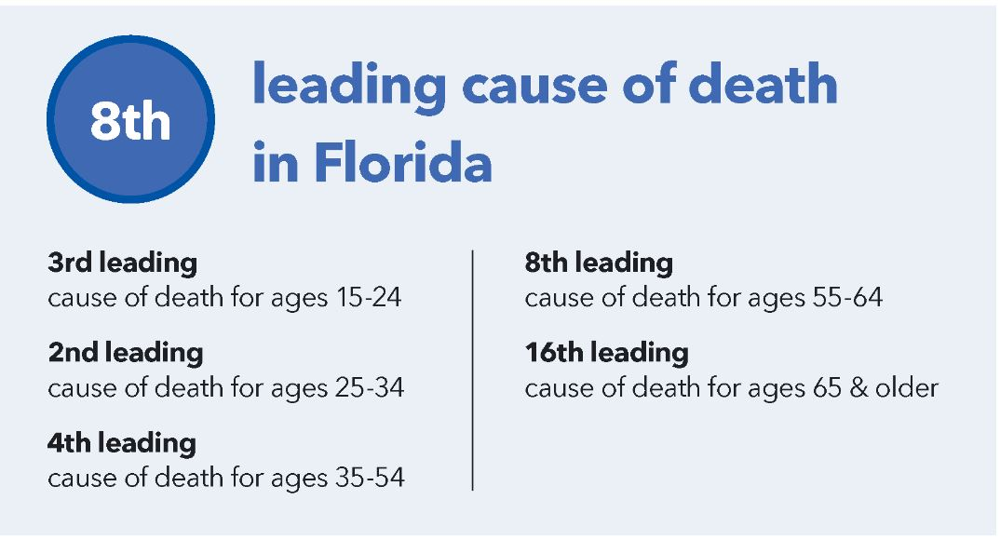 8th
leading cause of death
in Florida
3rd leading
cause of death for ages 15-24
2nd leading
cause of death for ages 25-34
4th leading
cause of death for ages 35-54
8th leading
cause of death for ages 55-64
16th leading
cause of death for ages 65 & older